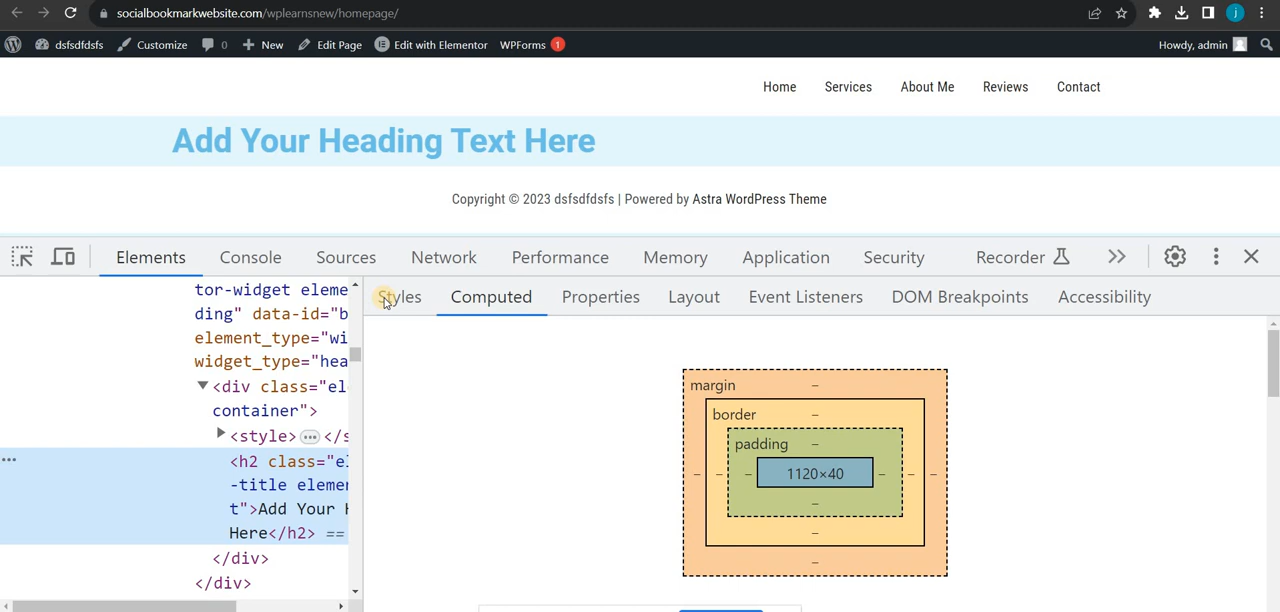 socialbookmarkwebsite.com/wplearnsnew/homepage/
j
dsfsdfdsfs Customize 0 New Edit Page Edit with Elementor WPForms 1 Howdy, admin
Home Services About Me Reviews Contact
Add Your Heading Text Here
Copyright © 2023 dsfsdfdsfs | Powered by Astra WordPress Theme
Elements Console Sources Network Performance Memory Application Security Recorder
Styles Computed Properties Layout Event Listeners DOM Breakpoints Accessibility
tor-widget eleme
ding" data-id="b
element_type="wi
widget_type="hea
<div class="el
container">
<style> … </s
<h2 class="el
-title elemen
t">Add Your H
Here</h2> ==
</div>
</div>
margin –
border –
padding –
– – – 1120×40 – – –
–
–
–